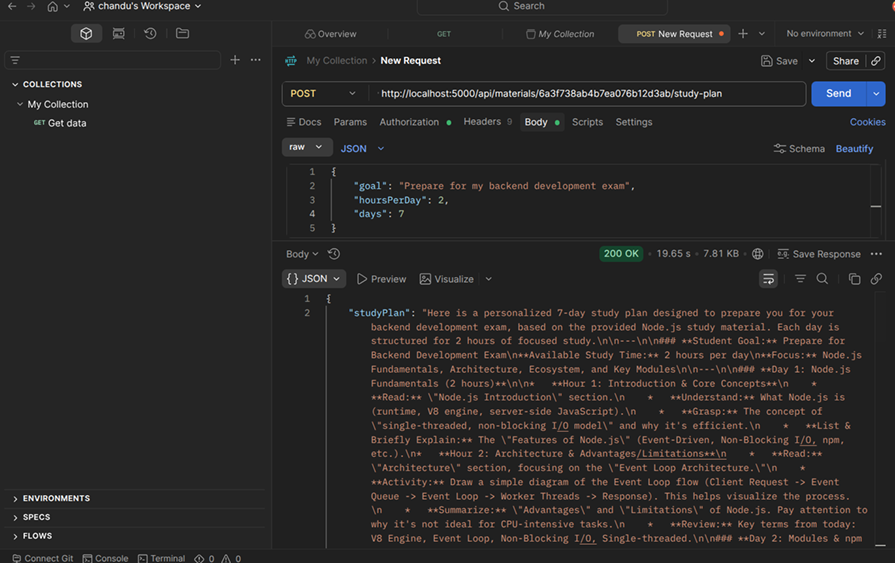 chandu's Workspace
Search
Overview
GET
My Collection
POST New Request
No environment
HTTP
My Collection > New Request
Save
Share
COLLECTIONS
My Collection
GET Get data
POST
http://localhost:5000/api/materials/6a3f738ab4b7ea076b12d3ab/study-plan
Send
Docs Params Authorization Headers 9 Body Scripts Settings
Cookies
raw
JSON
Schema
Beautify
1 {
2 "goal": "Prepare for my backend development exam",
3 "hoursPerDay": 2,
4 "days": 7
5 }
Body
200 OK • 19.65 s • 7.81 KB •
e.g. Save Response
{} JSON
Preview
Visualize
1 {
2 "studyPlan": "Here is a personalized 7-day study plan designed to prepare you for your
backend development exam, based on the provided Node.js study material. Each day is
structured for 2 hours of focused study.\n\n---\n\n### **Student Goal:** Prepare for
Backend Development Exam\n**Available Study Time:** 2 hours per day\n**Focus:** Node.js
Fundamentals, Architecture, Ecosystem, and Key Modules\n\n---\n\n### **Day 1: Node.js
Fundamentals (2 hours)**\n\n* **Hour 1: Introduction & Core Concepts**\n *
**Read:** \"Node.js Introduction\" section.\n * **Understand:** What Node.js is
(runtime, V8 engine, server-side JavaScript).\n * **Grasp:** The concept of
\"single-threaded, non-blocking I/O model\" and why it's efficient.\n * **List &
Briefly Explain:** The \"Features of Node.js\" (Event-Driven, Non-Blocking I/O, npm,
etc.).\n* **Hour 2: Architecture & Advantages/Limitations**\n * **Read:**
\"Architecture\" section, focusing on the \"Event Loop Architecture.\"\n *
**Activity:** Draw a simple diagram of the Event Loop flow (Client Request -> Event
Queue -> Event Loop -> Worker Threads -> Response). This helps visualize the process.
\n * **Summarize:** \"Advantages\" and \"Limitations\" of Node.js. Pay attention to
why it's not ideal for CPU-intensive tasks.\n * **Review:** Key terms from today:
V8 Engine, Event Loop, Non-Blocking I/O, Single-threaded.\n\n### **Day 2: Modules & npm
ENVIRONMENTS
SPECS
FLOWS
Connect Git
Console
Terminal
0
0